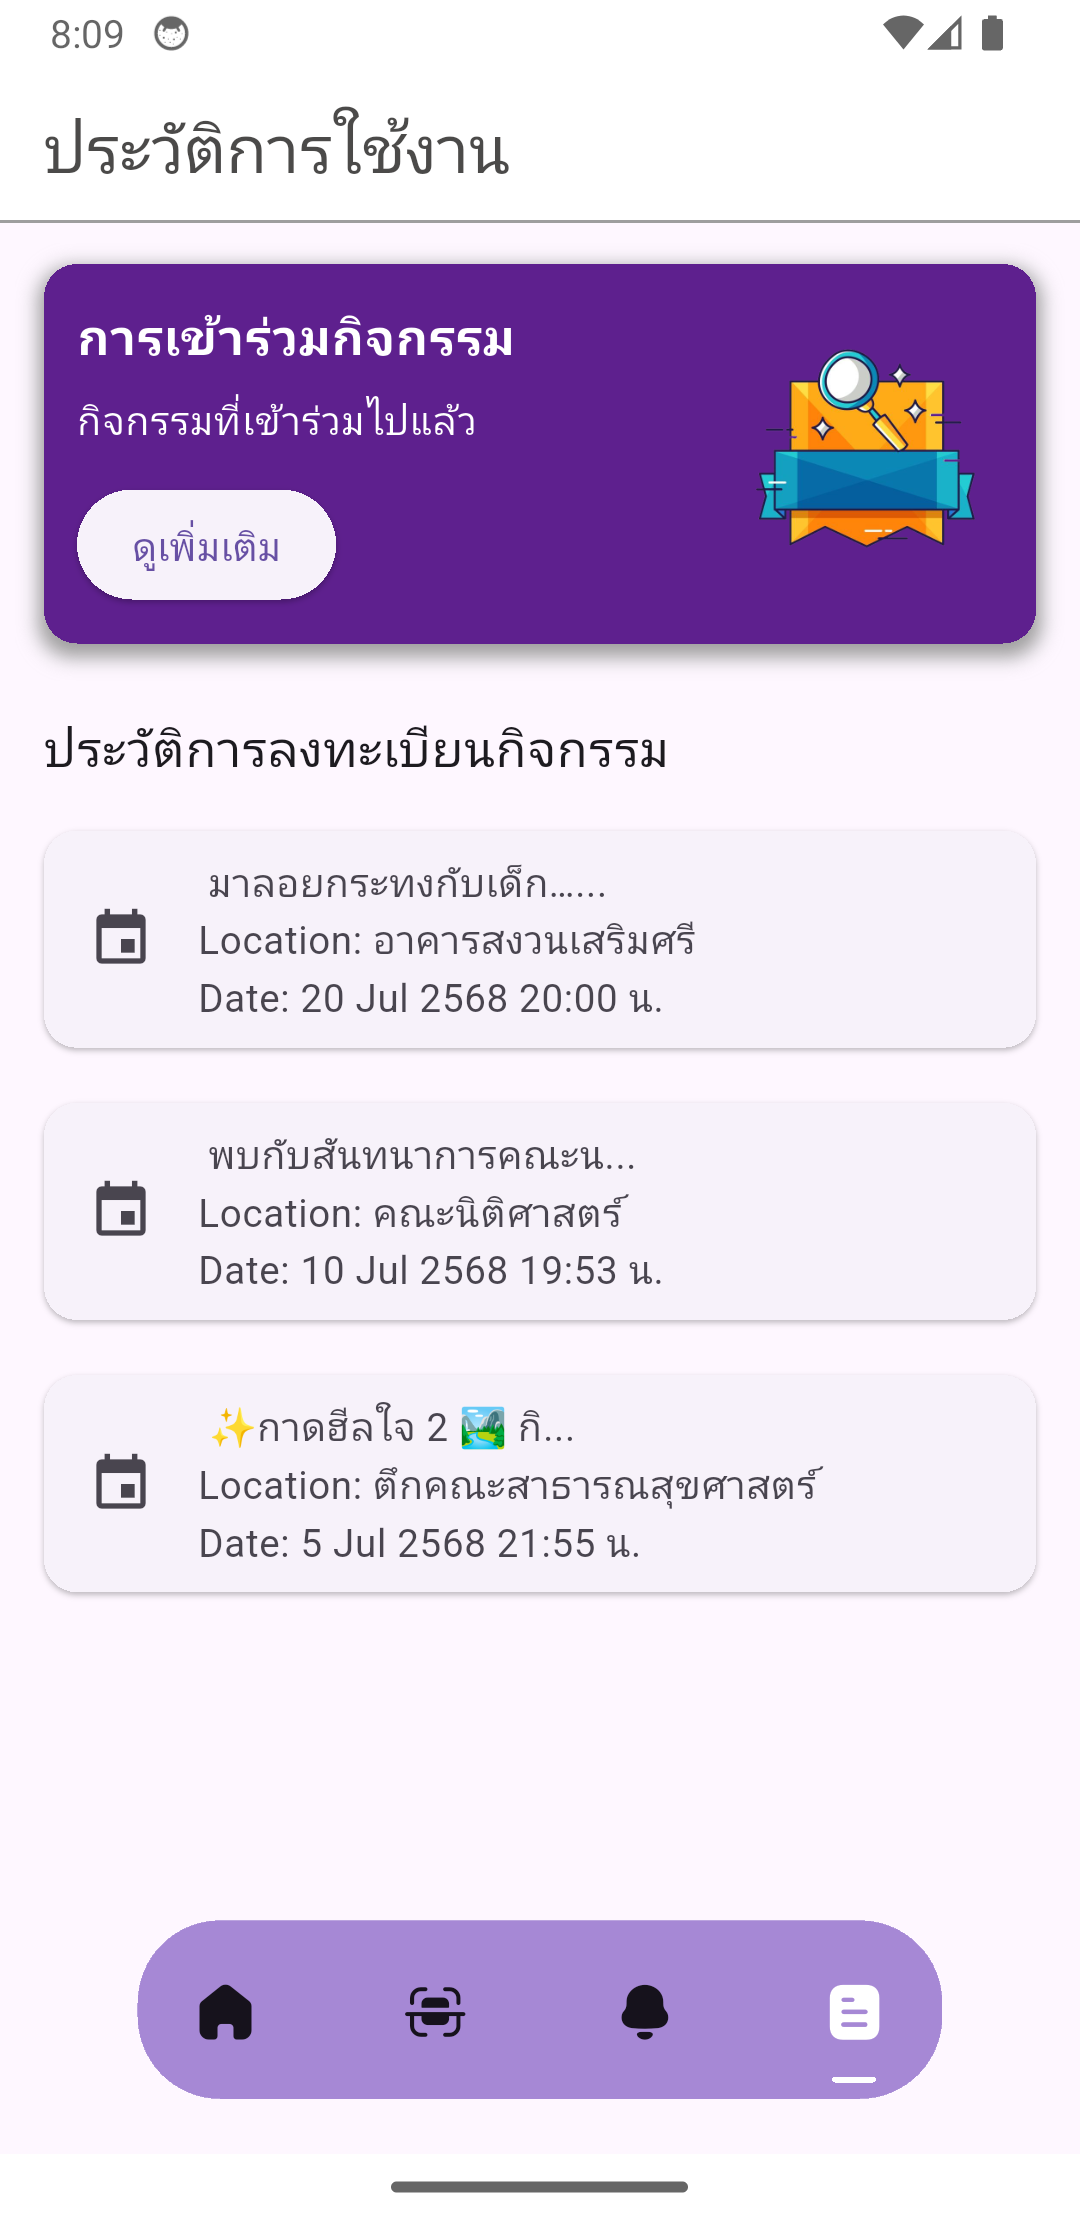 8:09
ประวัติการใช้งาน
การเข้าร่วมกิจกรรม
กิจกรรมที่เข้าร่วมไปแล้ว
ดูเพิ่มเติม
ประวัติการลงทะเบียนกิจกรรม
มาลอยกระทงกับเด็ก…...
Location: อาคารสงวนเสริมศรี
Date: 20 Jul 2568 20:00 น.
พบกับสันทนาการคณะน...
Location: คณะนิติศาสตร์
Date: 10 Jul 2568 19:53 น.
✨กาดฮีลใจ 2 🏞️ กิ...
Location: ตึกคณะสาธารณสุขศาสตร์
Date: 5 Jul 2568 21:55 น.